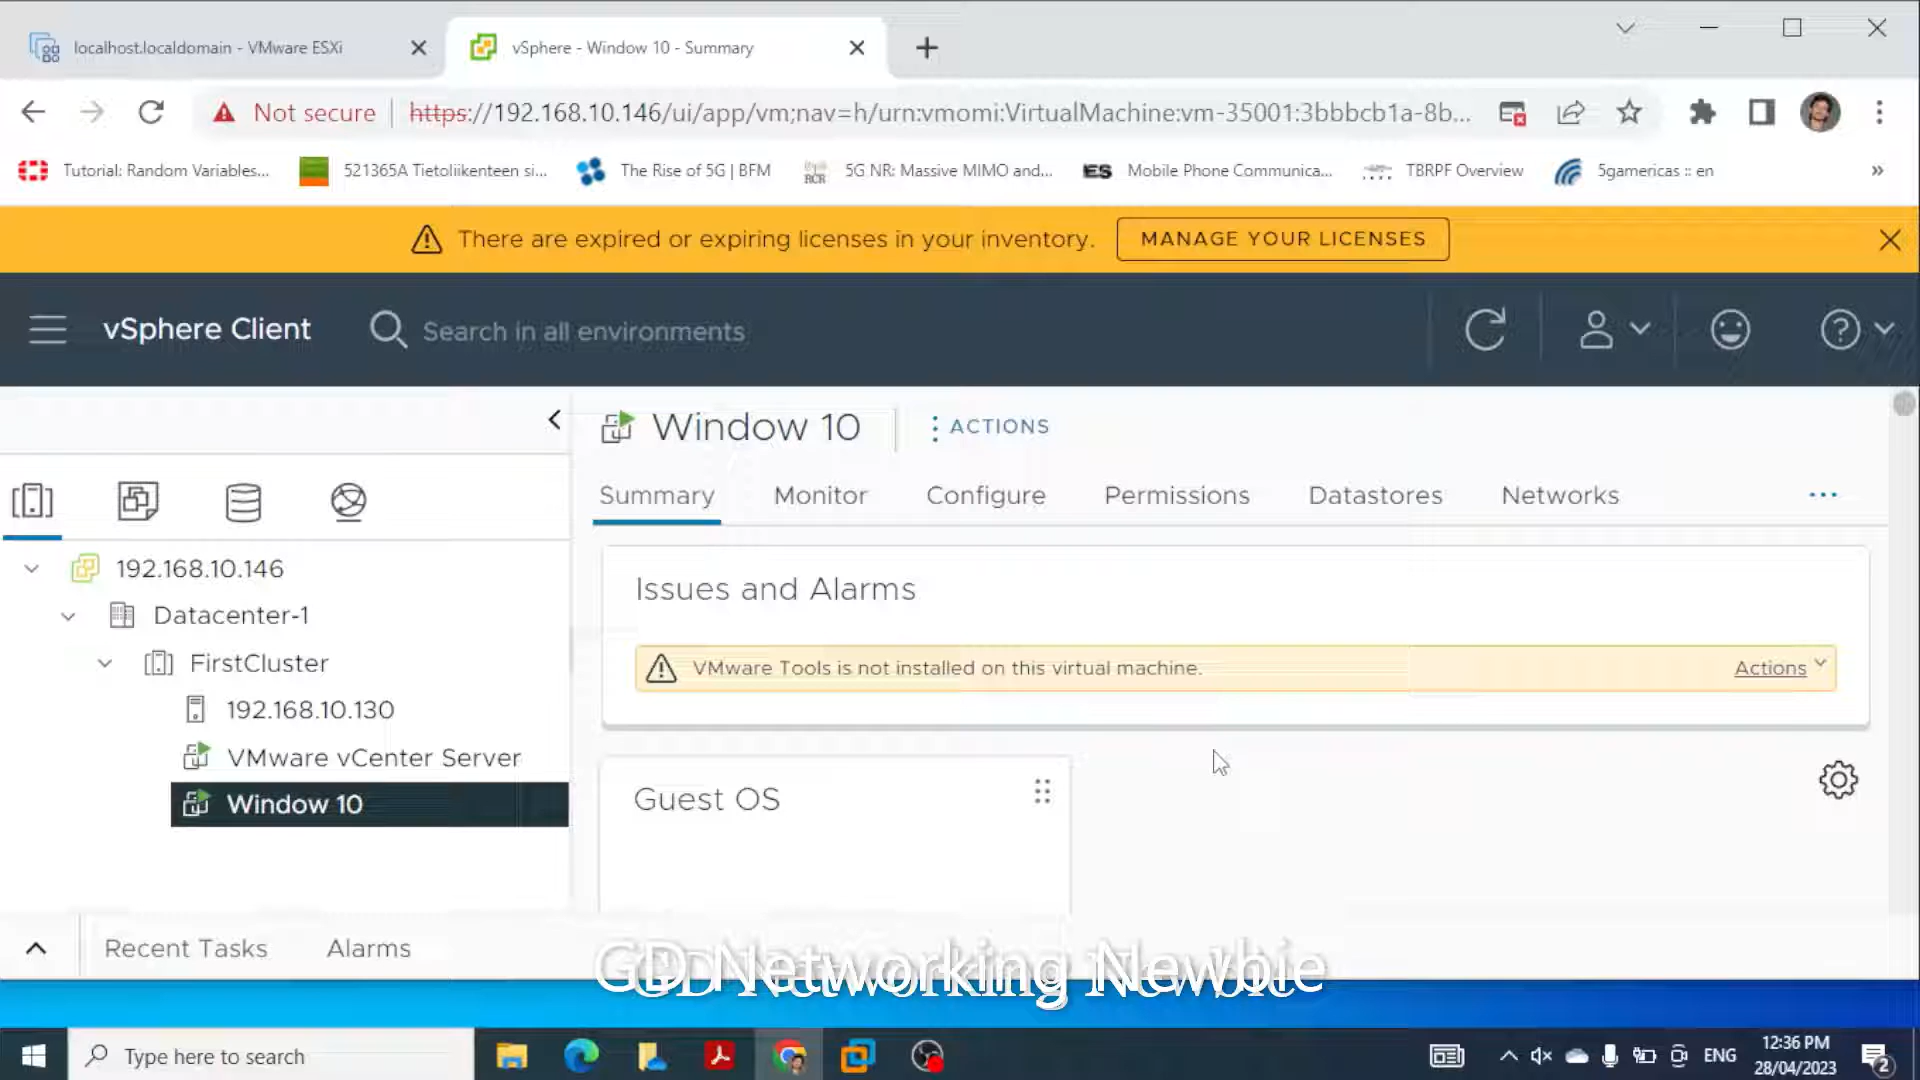 localhost.localdomain - VMware ESXi
vSphere - Window 10 - Summary
Not secure
https://192.168.10.146/ui/app/vm;nav=h/urn:vmomi:VirtualMachine:vm-35001:3bbbcb1a-8b...
Tutorial: Random Variables...
521365A Tietoliikenteen si...
The Rise of 5G | BFM
RCR
5G NR: Massive MIMO and...
ES
Mobile Phone Communica...
TBRPF Overview
5gamericas :: en
»
There are expired or expiring licenses in your inventory.
MANAGE YOUR LICENSES
vSphere Client
Search in all environments
Window 10
ACTIONS
Summary
Monitor
Configure
Permissions
Datastores
Networks
192.168.10.146
Datacenter-1
FirstCluster
192.168.10.130
VMware vCenter Server
Window 10
Issues and Alarms
VMware Tools is not installed on this virtual machine.
Actions
Guest OS
Recent Tasks
Alarms
GD Networking Newbie
Type here to search
ENG
12:36 PM
28/04/2023
2